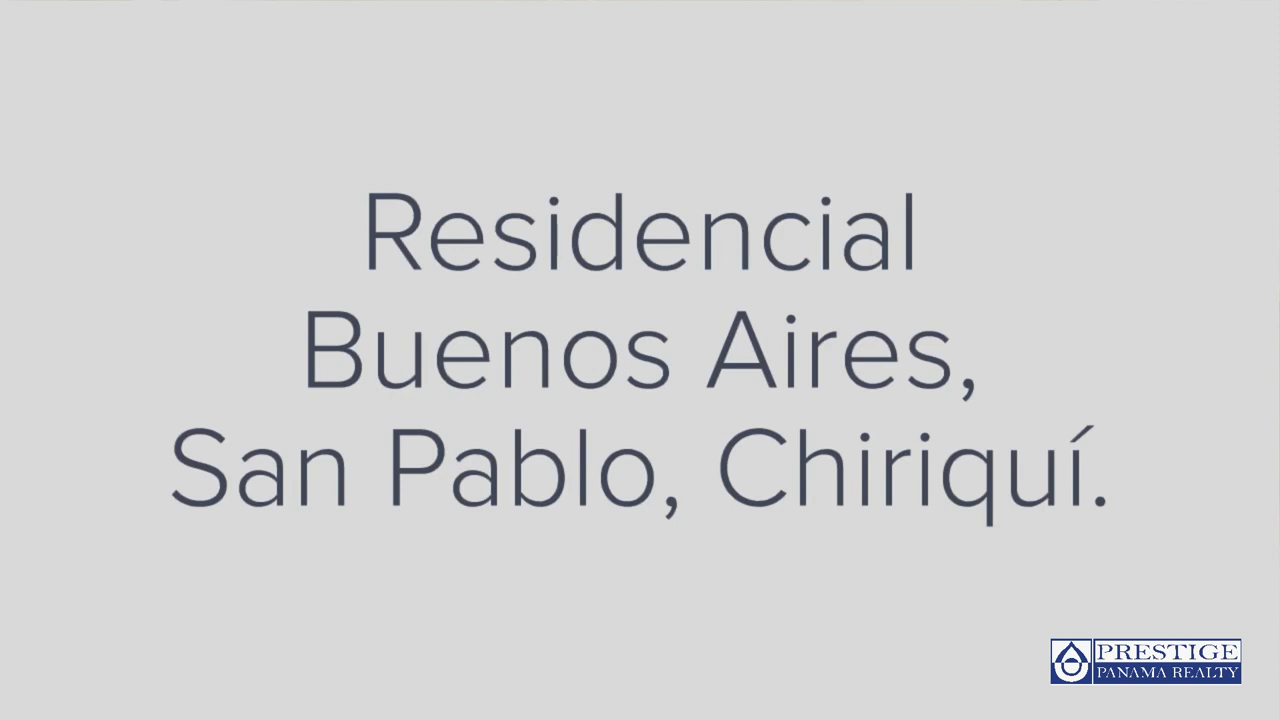 Residencial
Buenos Aires,
San Pablo, Chiriquí.
PRESTIGE
PANAMA REALTY